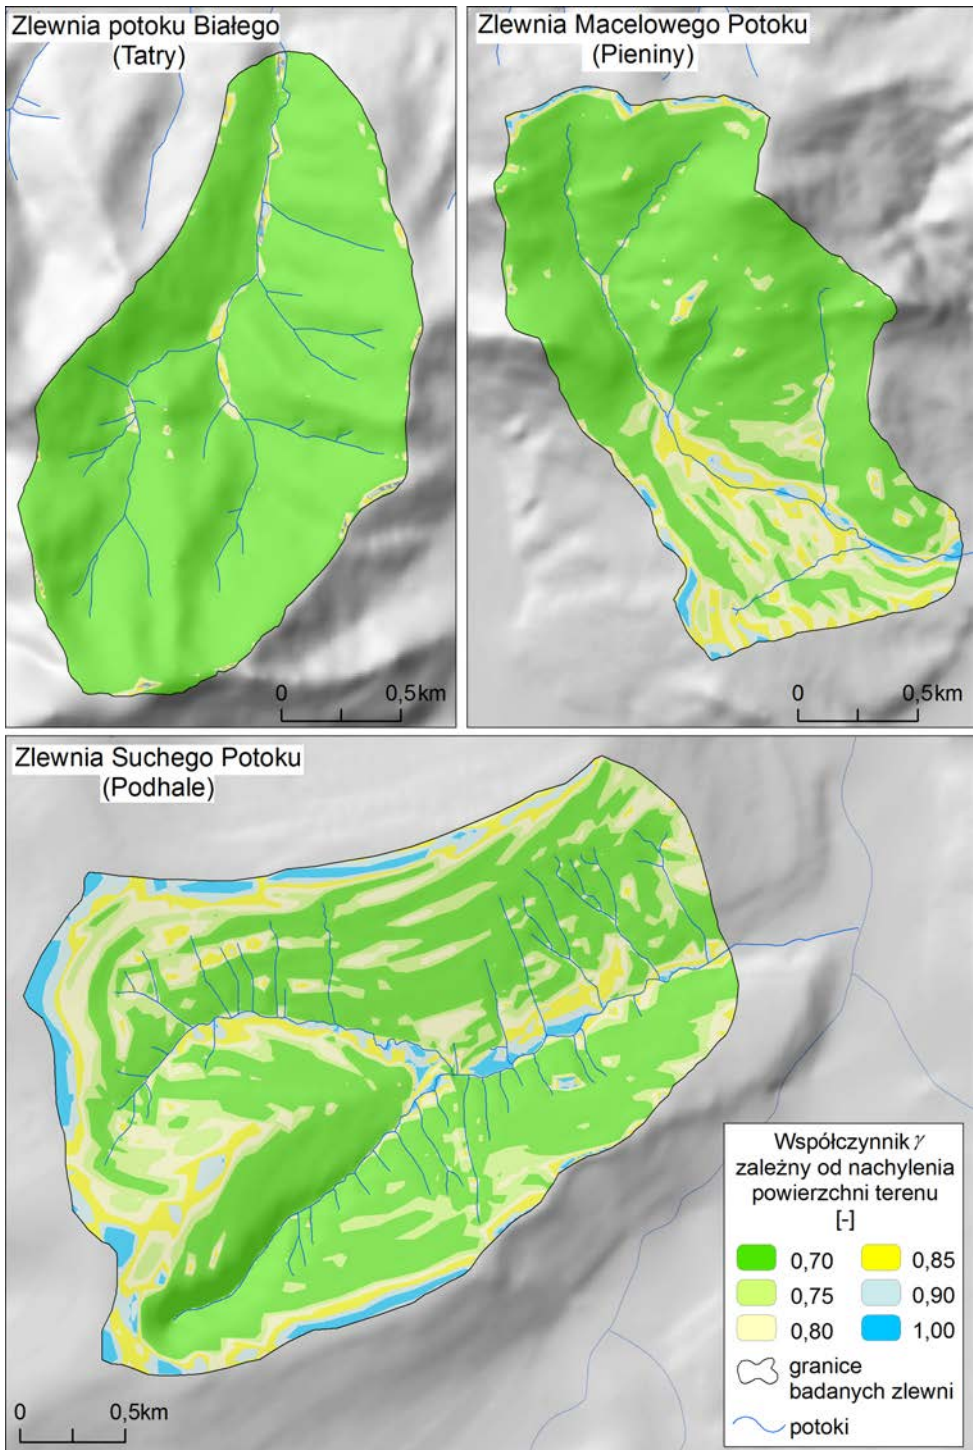 Zlewnia potoku Białego
(Tatry)
0 0,5km
Zlewnia Macelowego Potoku
(Pieniny)
0 0,5km
Zlewnia Suchego Potoku
(Podhale)
0 0,5km
Współczynnik γ
zależny od nachylenia
powierzchni terenu
[-]
0,70 0,85
0,75 0,90
0,80 1,00
granice
badanych zlewni
potoki